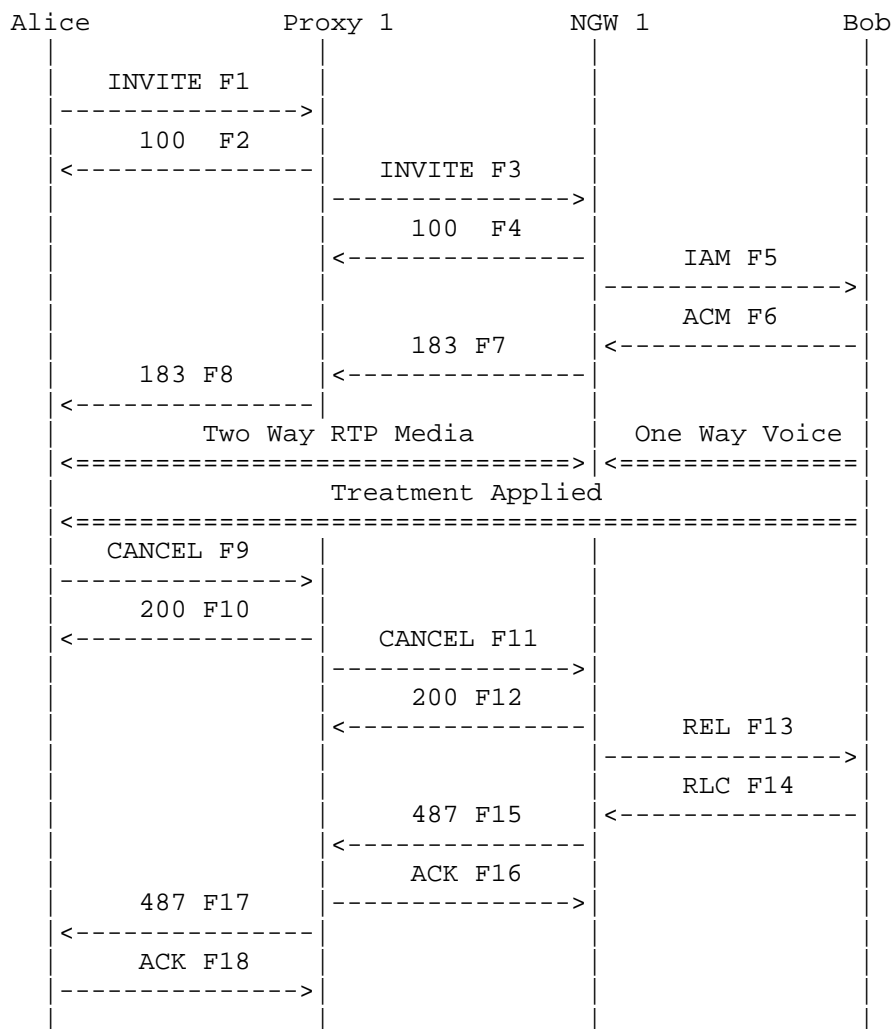 Alice Proxy 1 NGW 1 Bob
INVITE F1
100 F2
INVITE F3
100 F4
IAM F5
ACM F6
183 F7
183 F8
Two Way RTP Media One Way Voice
Treatment Applied
CANCEL F9
200 F10
CANCEL F11
200 F12
REL F13
RLC F14
487 F15
ACK F16
487 F17
ACK F18